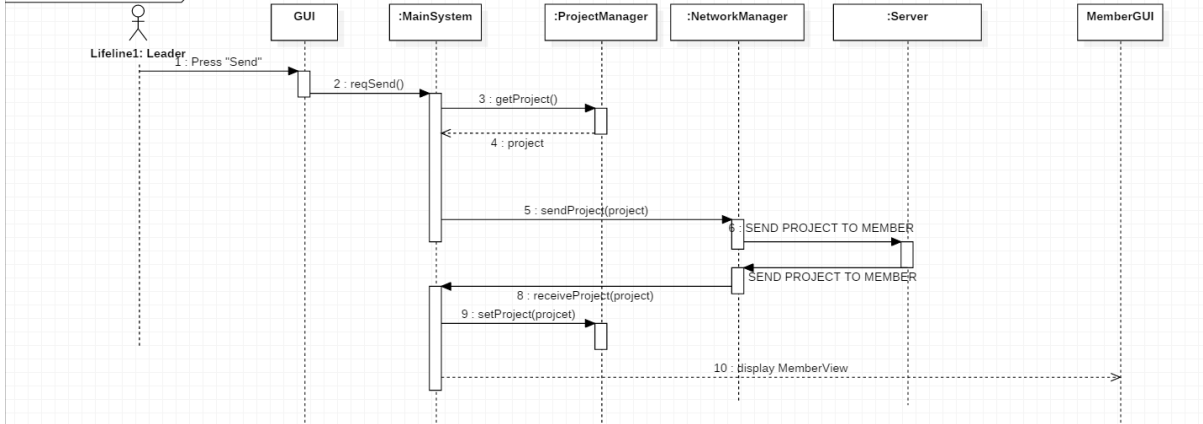 GUI
:MainSystem
:ProjectManager
:NetworkManager
:Server
MemberGUI
Lifeline1: Leader
1 : Press "Send"
2 : reqSend()
3 : getProject()
4 : project
5 : sendProject(project)
6 : SEND PROJECT TO MEMBER
SEND PROJECT TO MEMBER
8 : receiveProject(project)
9 : setProject(projcet)
10 : display MemberView